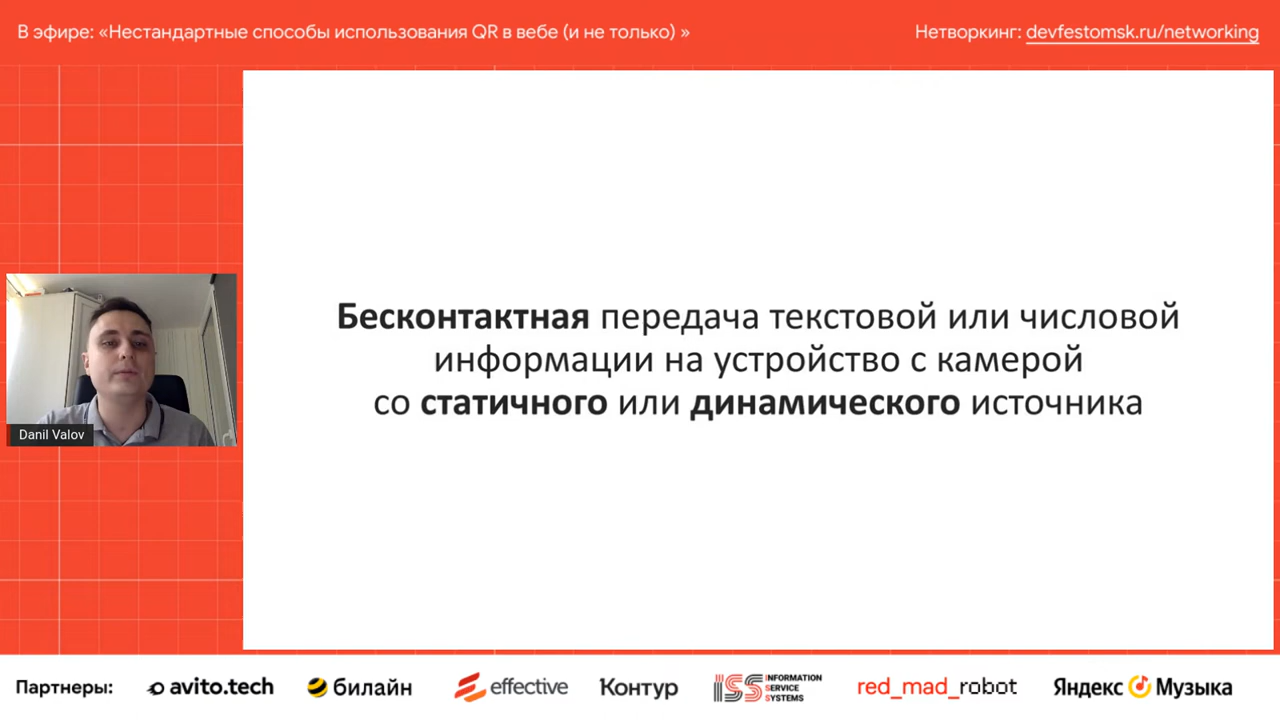 В эфире: «Нестандартные способы использования QR в вебе (и не только) »
Нетворкинг: devfestomsk.ru/networking
Бесконтактная передача текстовой или числовой
информации на устройство с камерой
со статичного или динамического источника
Danil Valov
Партнеры:
avito.tech
билайн
effective
Контур
ISS INFORMATION
SERVICE
SYSTEMS
red_mad_robot
Яндекс Музыка